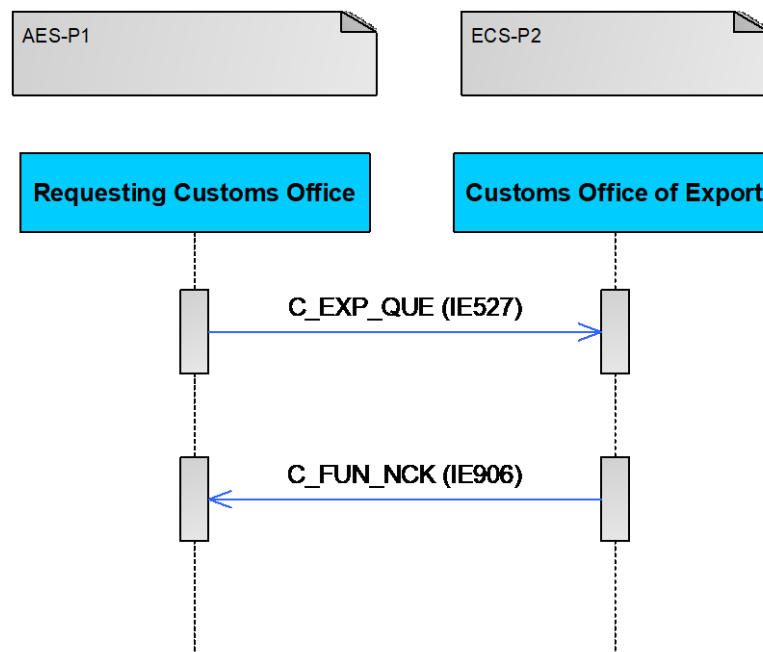 AES-P1
ECS-P2
Requesting Customs Office
Customs Office of Export
C_EXP_QUE (IE527)
C_FUN_NCK (IE906)